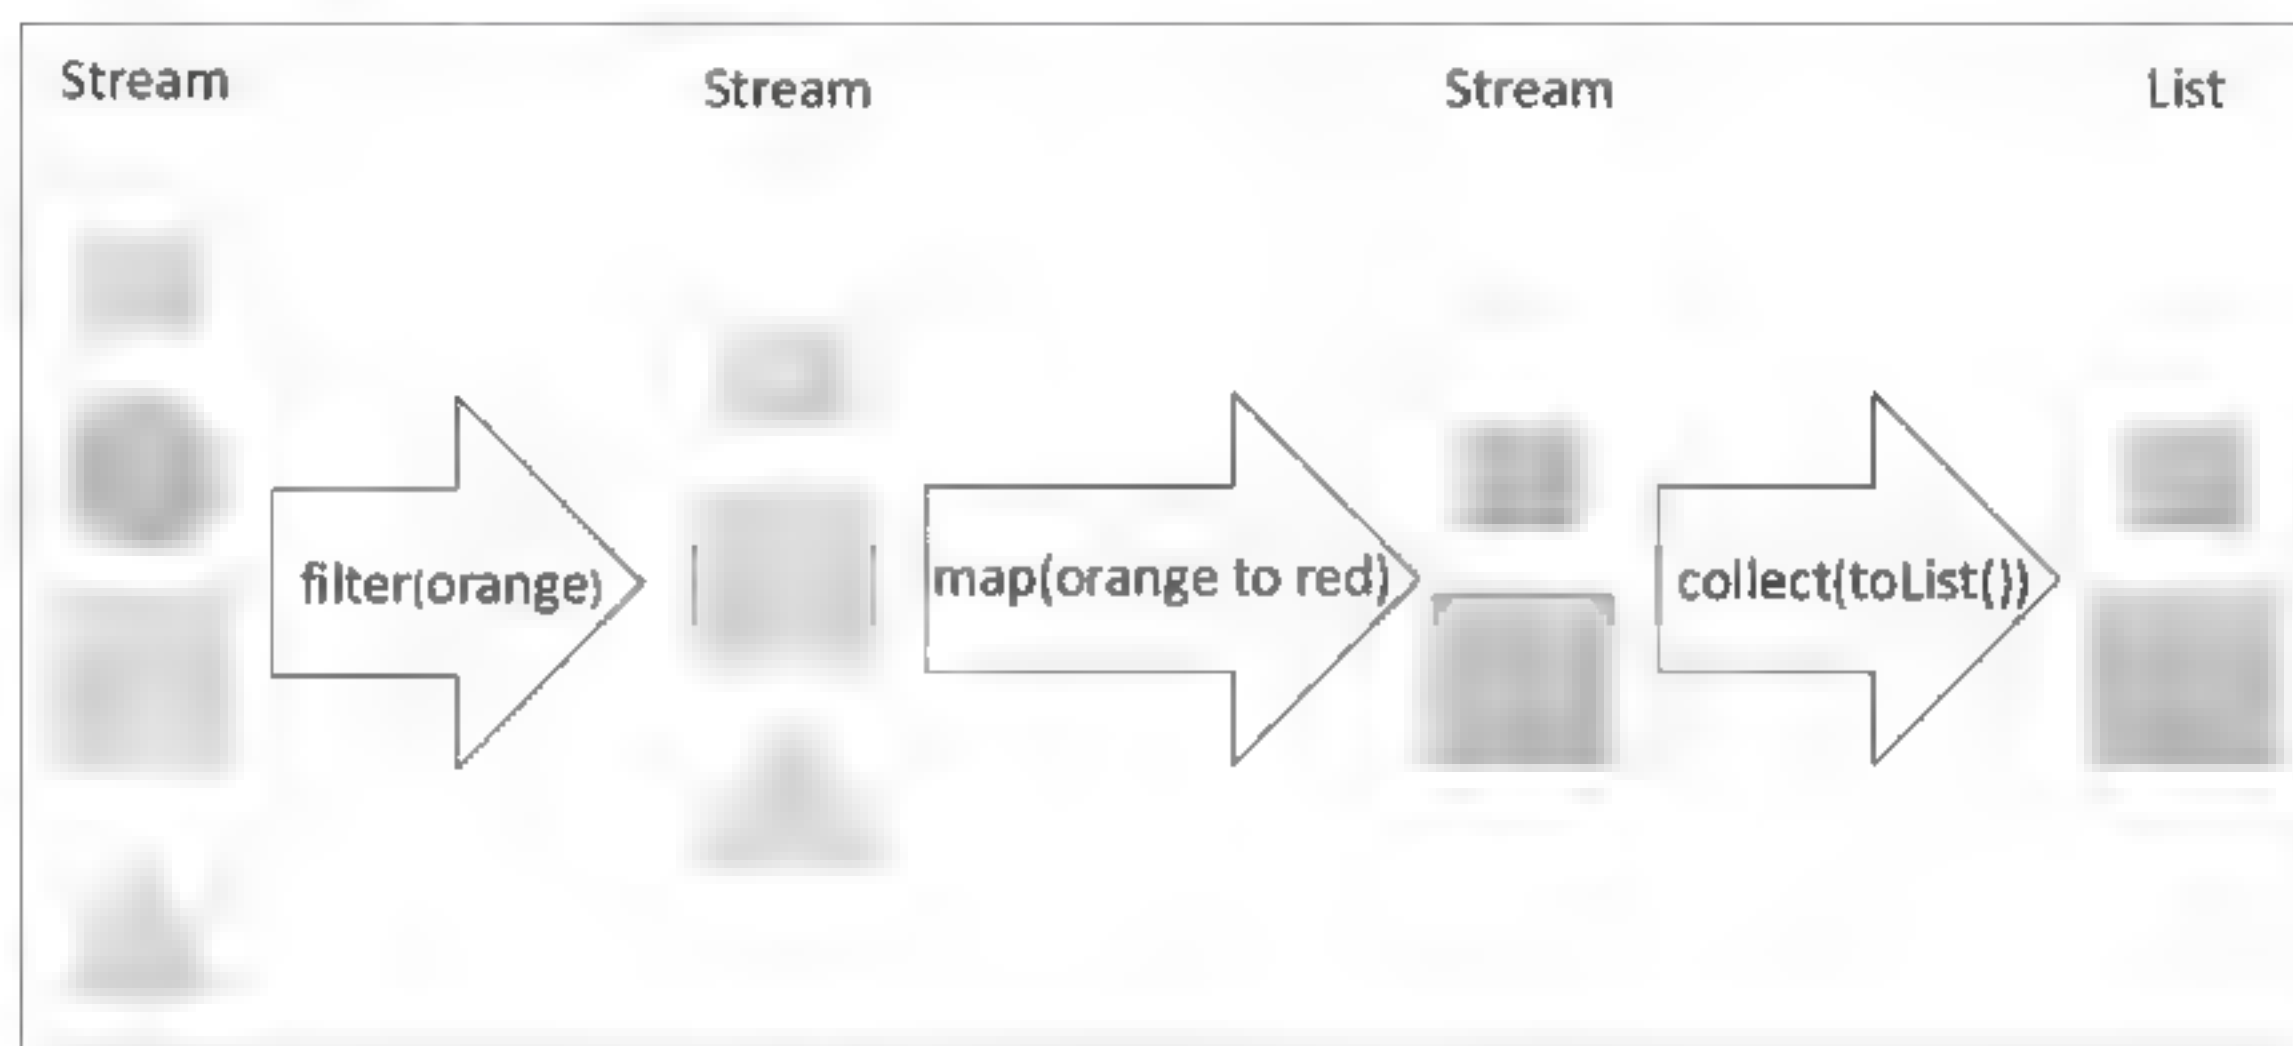 Stream
Stream
Stream
List
filter(orange)
map(orange to red)
collect(toList())